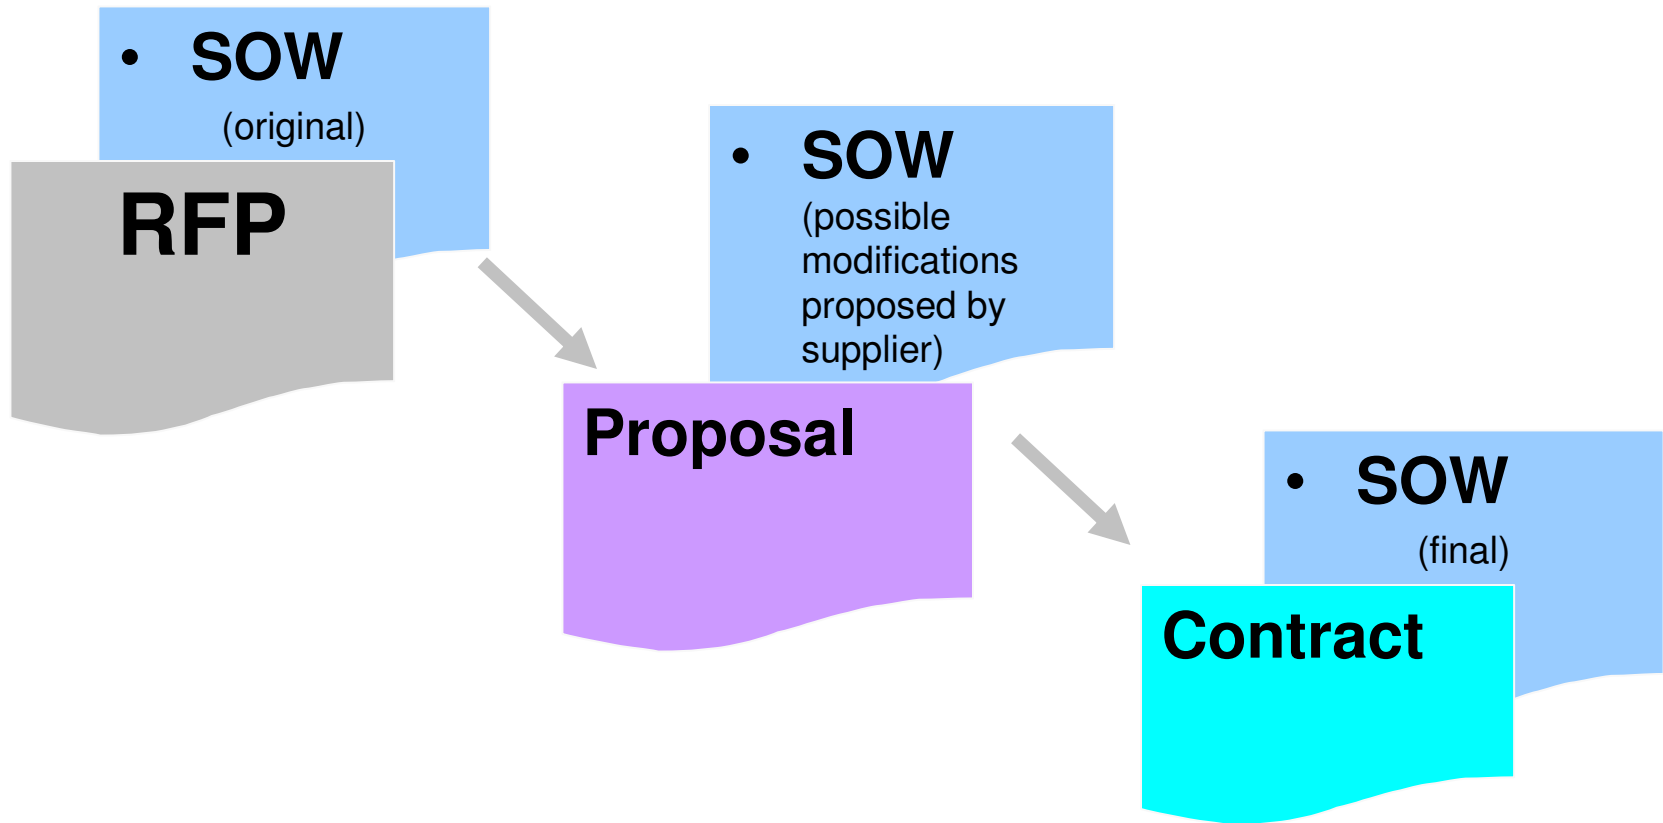 • SOW
(original)
RFP
• SOW
(possible
modifications
proposed by
supplier)
Proposal
• SOW
(final)
Contract